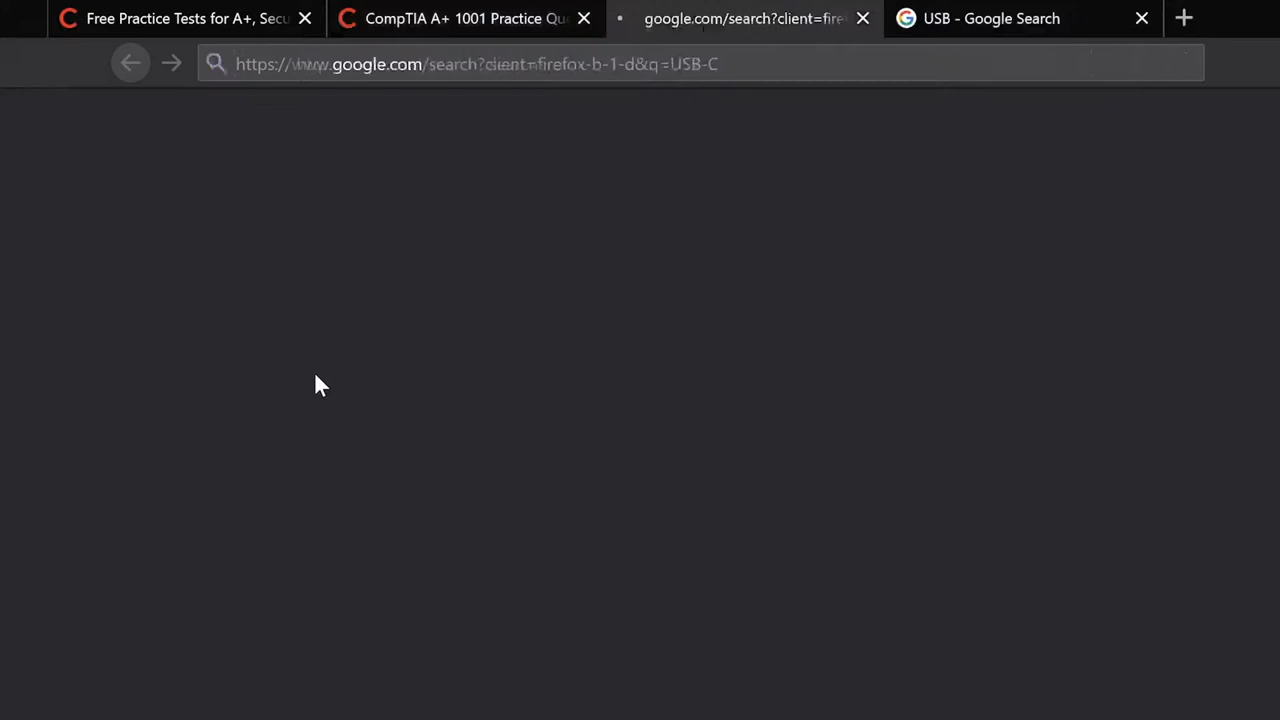 Free Practice Tests for A+, Secu
CompTIA A+ 1001 Practice Qu
google.com/search?client=fire
USB - Google Search
https://www.google.com/search?client=firefox-b-1-d&q=USB-C